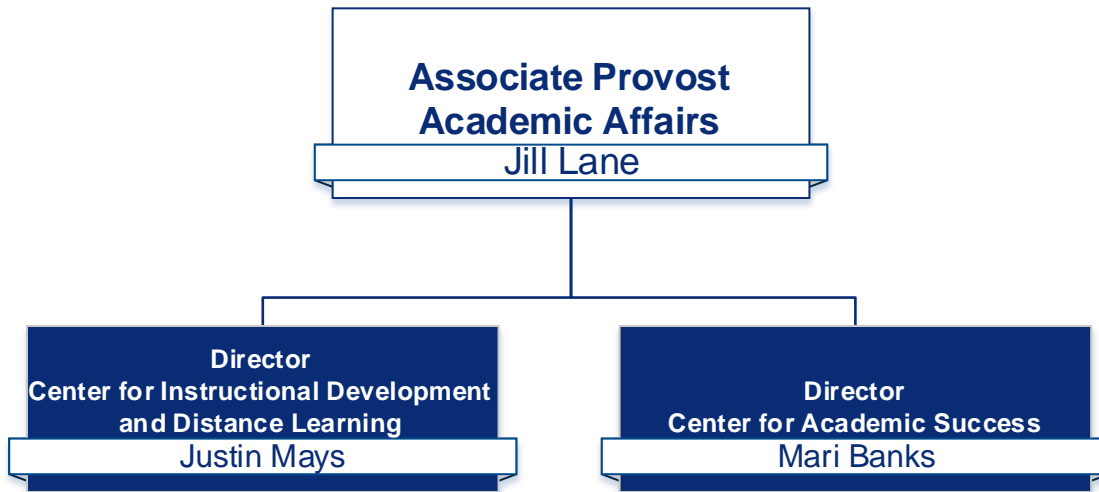 Associate Provost
Academic Affairs
Jill Lane
Director
Center for Instructional Development
and Distance Learning
Justin Mays
Director
Center for Academic Success
Mari Banks